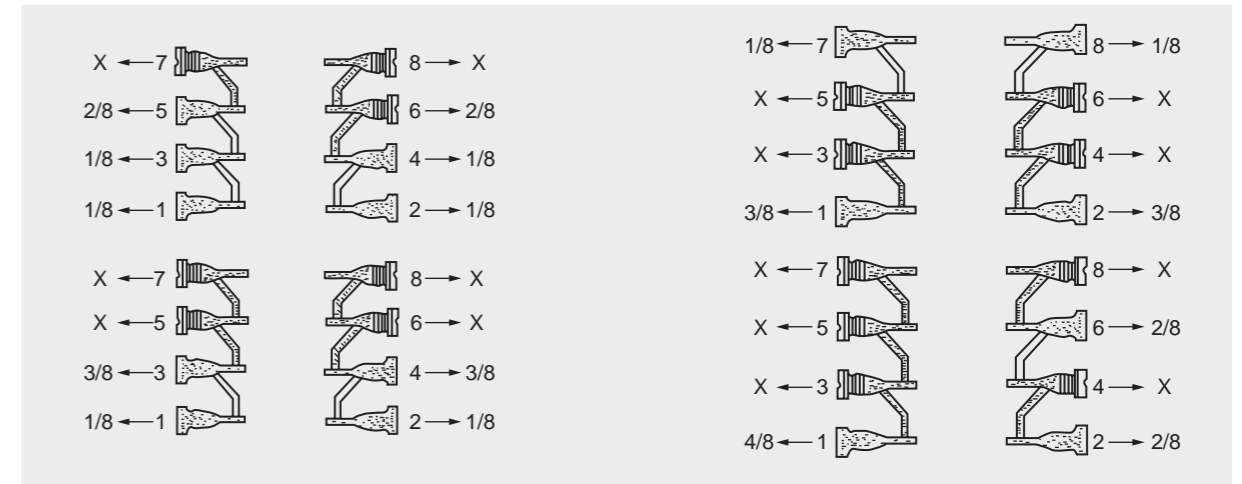 X ← 7 8 → X
2/8 ← 5 6 → 2/8
1/8 ← 3 4 → 1/8
1/8 ← 1 2 → 1/8
X ← 7 8 → X
X ← 5 6 → X
3/8 ← 3 4 → 3/8
1/8 ← 1 2 → 1/8
1/8 ← 7 8 → 1/8
X ← 5 6 → X
X ← 3 4 → X
3/8 ← 1 2 → 3/8
X ← 7 8 → X
X ← 5 6 → 2/8
X ← 3 4 → X
4/8 ← 1 2 → 2/8